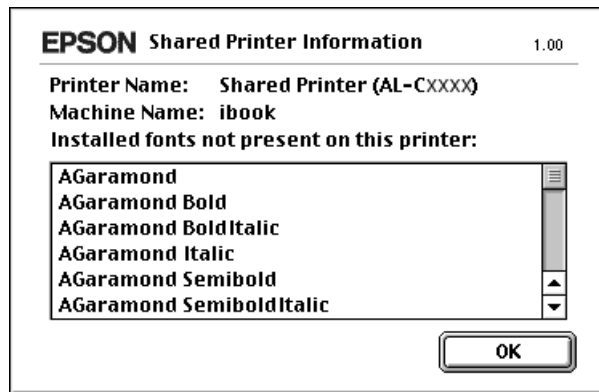 EPSON Shared Printer Information 1.00
Printer Name: Shared Printer (AL-CXXXX)
Machine Name: ibook
Installed fonts not present on this printer:
AGaramond
AGaramond Bold
AGaramond BoldItalic
AGaramond Italic
AGaramond Semibold
AGaramond SemiboldItalic
OK